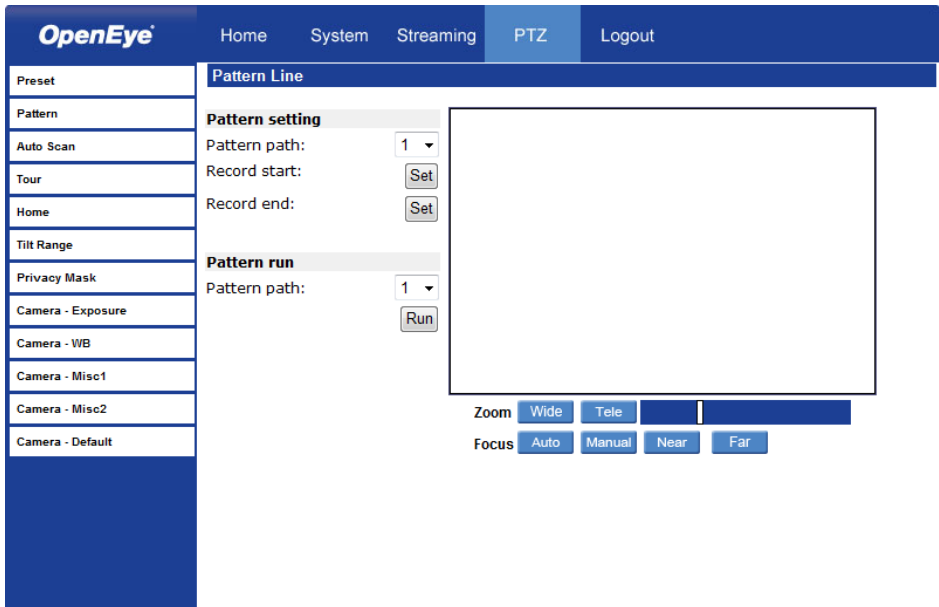 OpenEye
Home System Streaming PTZ Logout
Preset
Pattern
Auto Scan
Tour
Home
Tilt Range
Privacy Mask
Camera - Exposure
Camera - WB
Camera - Misc1
Camera - Misc2
Camera - Default
Pattern Line
Pattern setting
Pattern path: 1
Record start: Set
Record end: Set
Pattern run
Pattern path: 1
Run
Zoom Wide Tele
Focus Auto Manual Near Far